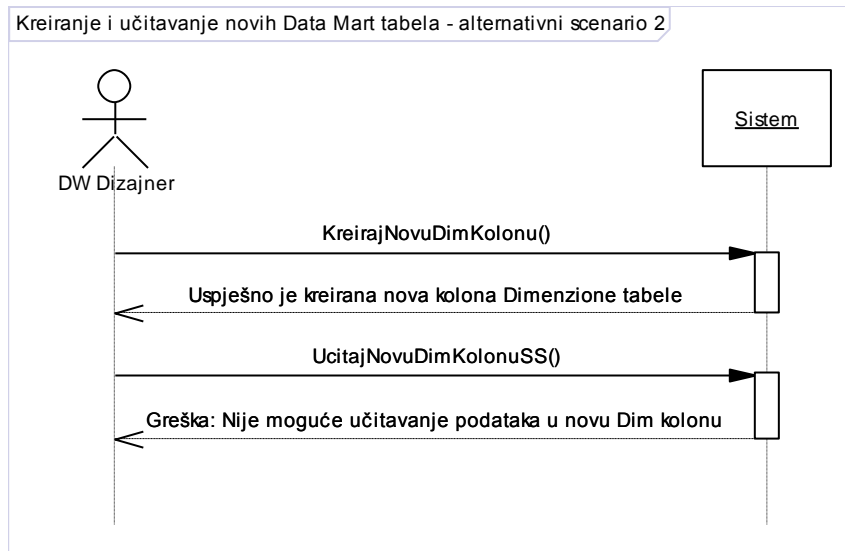 Kreiranje i učitavanje novih Data Mart tabela - alternativni scenario 2
Sistem
DW Dizajner
KreirajNovuDimKolonu()
Uspješno je kreirana nova kolona Dimenzione tabele
UcitajNovuDimKolonuSS()
Greška: Nije moguće učitavanje podataka u novu Dim kolonu